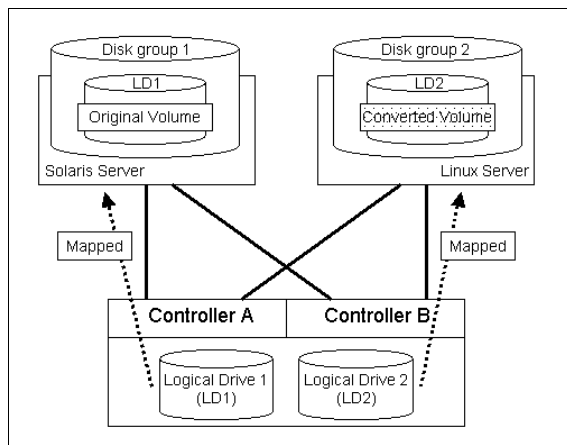 Disk group 1
LD1
Original Volume
Solaris Server
Disk group 2
LD2
Converted Volume
Linux Server
Mapped
Mapped
Controller A
Controller B
Logical Drive 1
(LD1)
Logical Drive 2
(LD2)